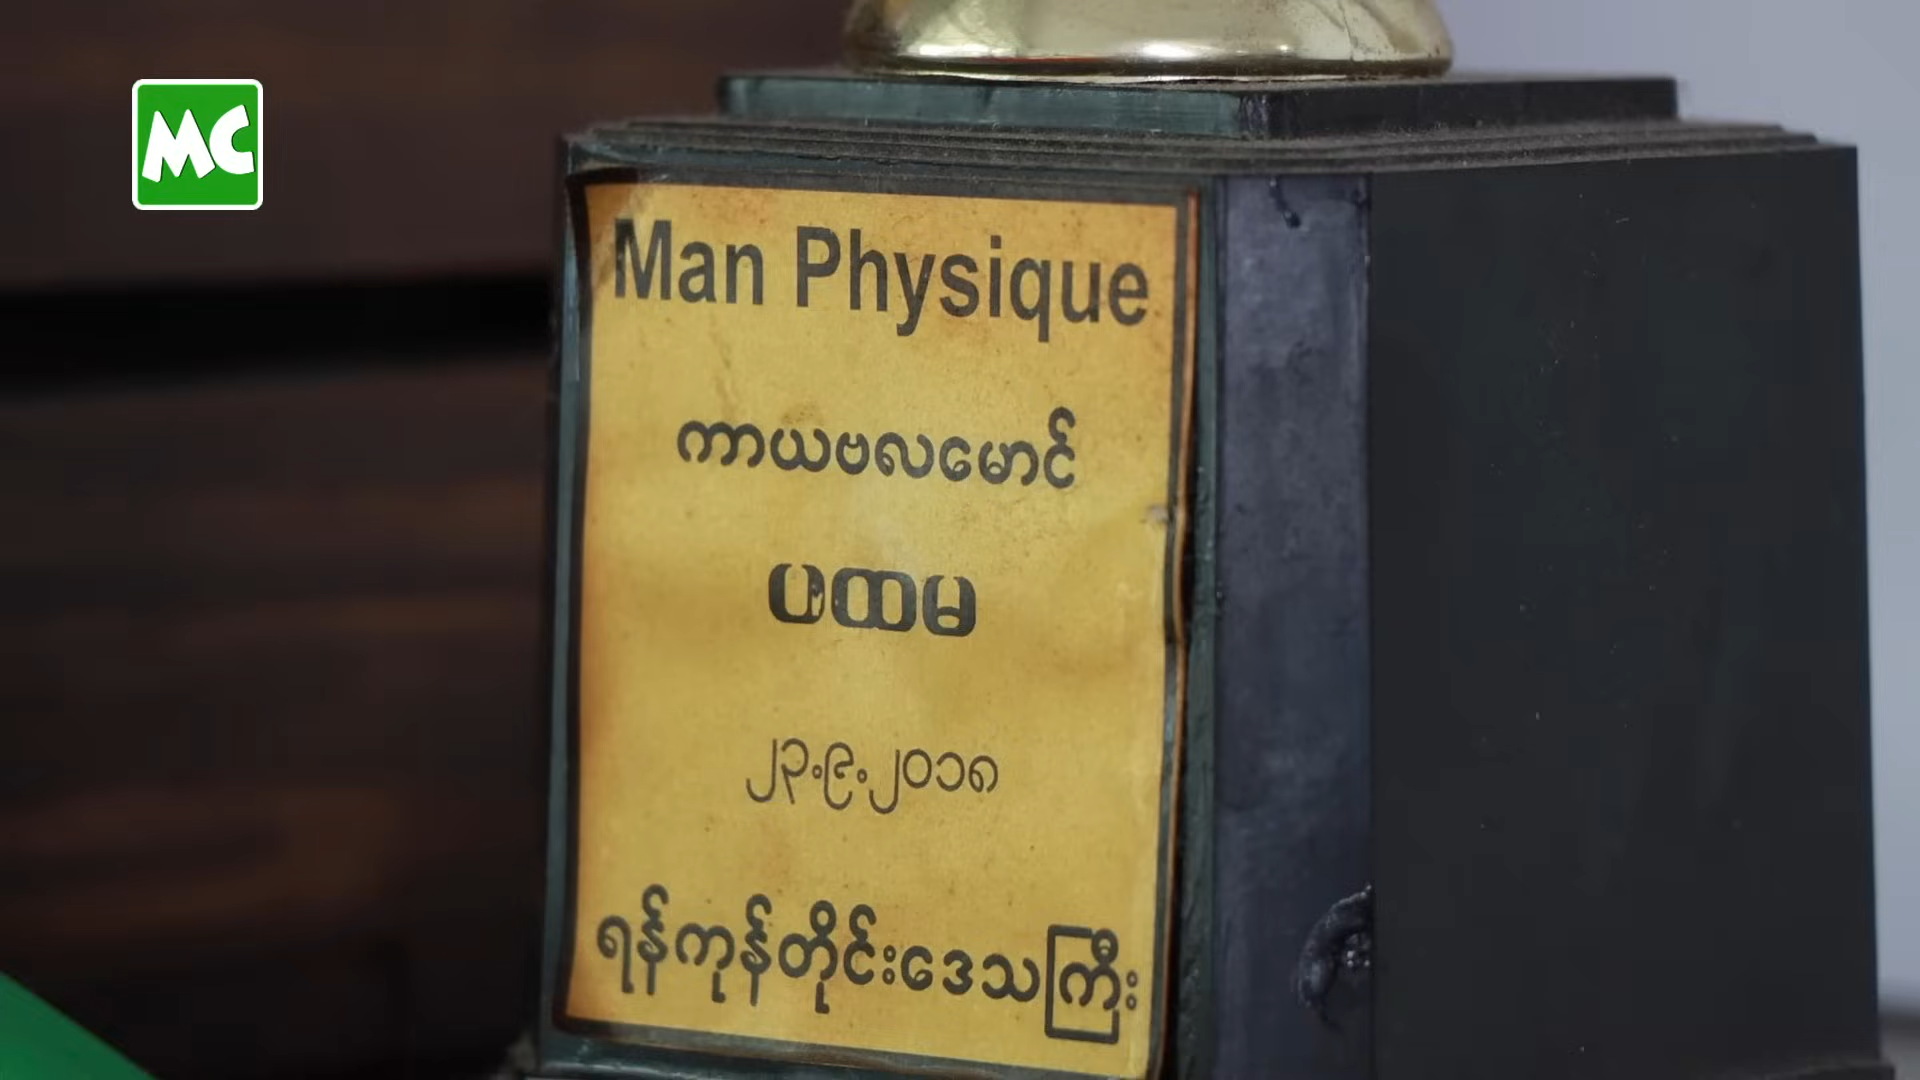 MC
Man Physique
ကာယဗလမောင်
ပထမ
၂၃.၉.၂၀၁၈
ရန်ကုန်တိုင်းဒေသကြီး